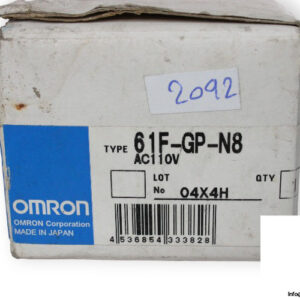 2092
TYPE 61F-GP-N8
AC110V
LOT QTY
No 04X4H
OMRON
OMRON Corporation
MADE IN JAPAN
4 536854 333828